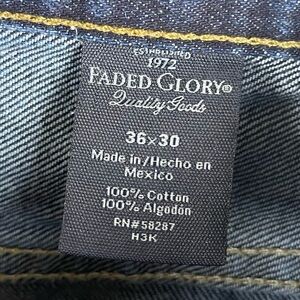 ESTABLISHED
1972
FADED GLORY®
Quality Goods
36×30
Made in/Hecho en
Mexico
100% Cotton
100% Algodón
RN#58287
H3K